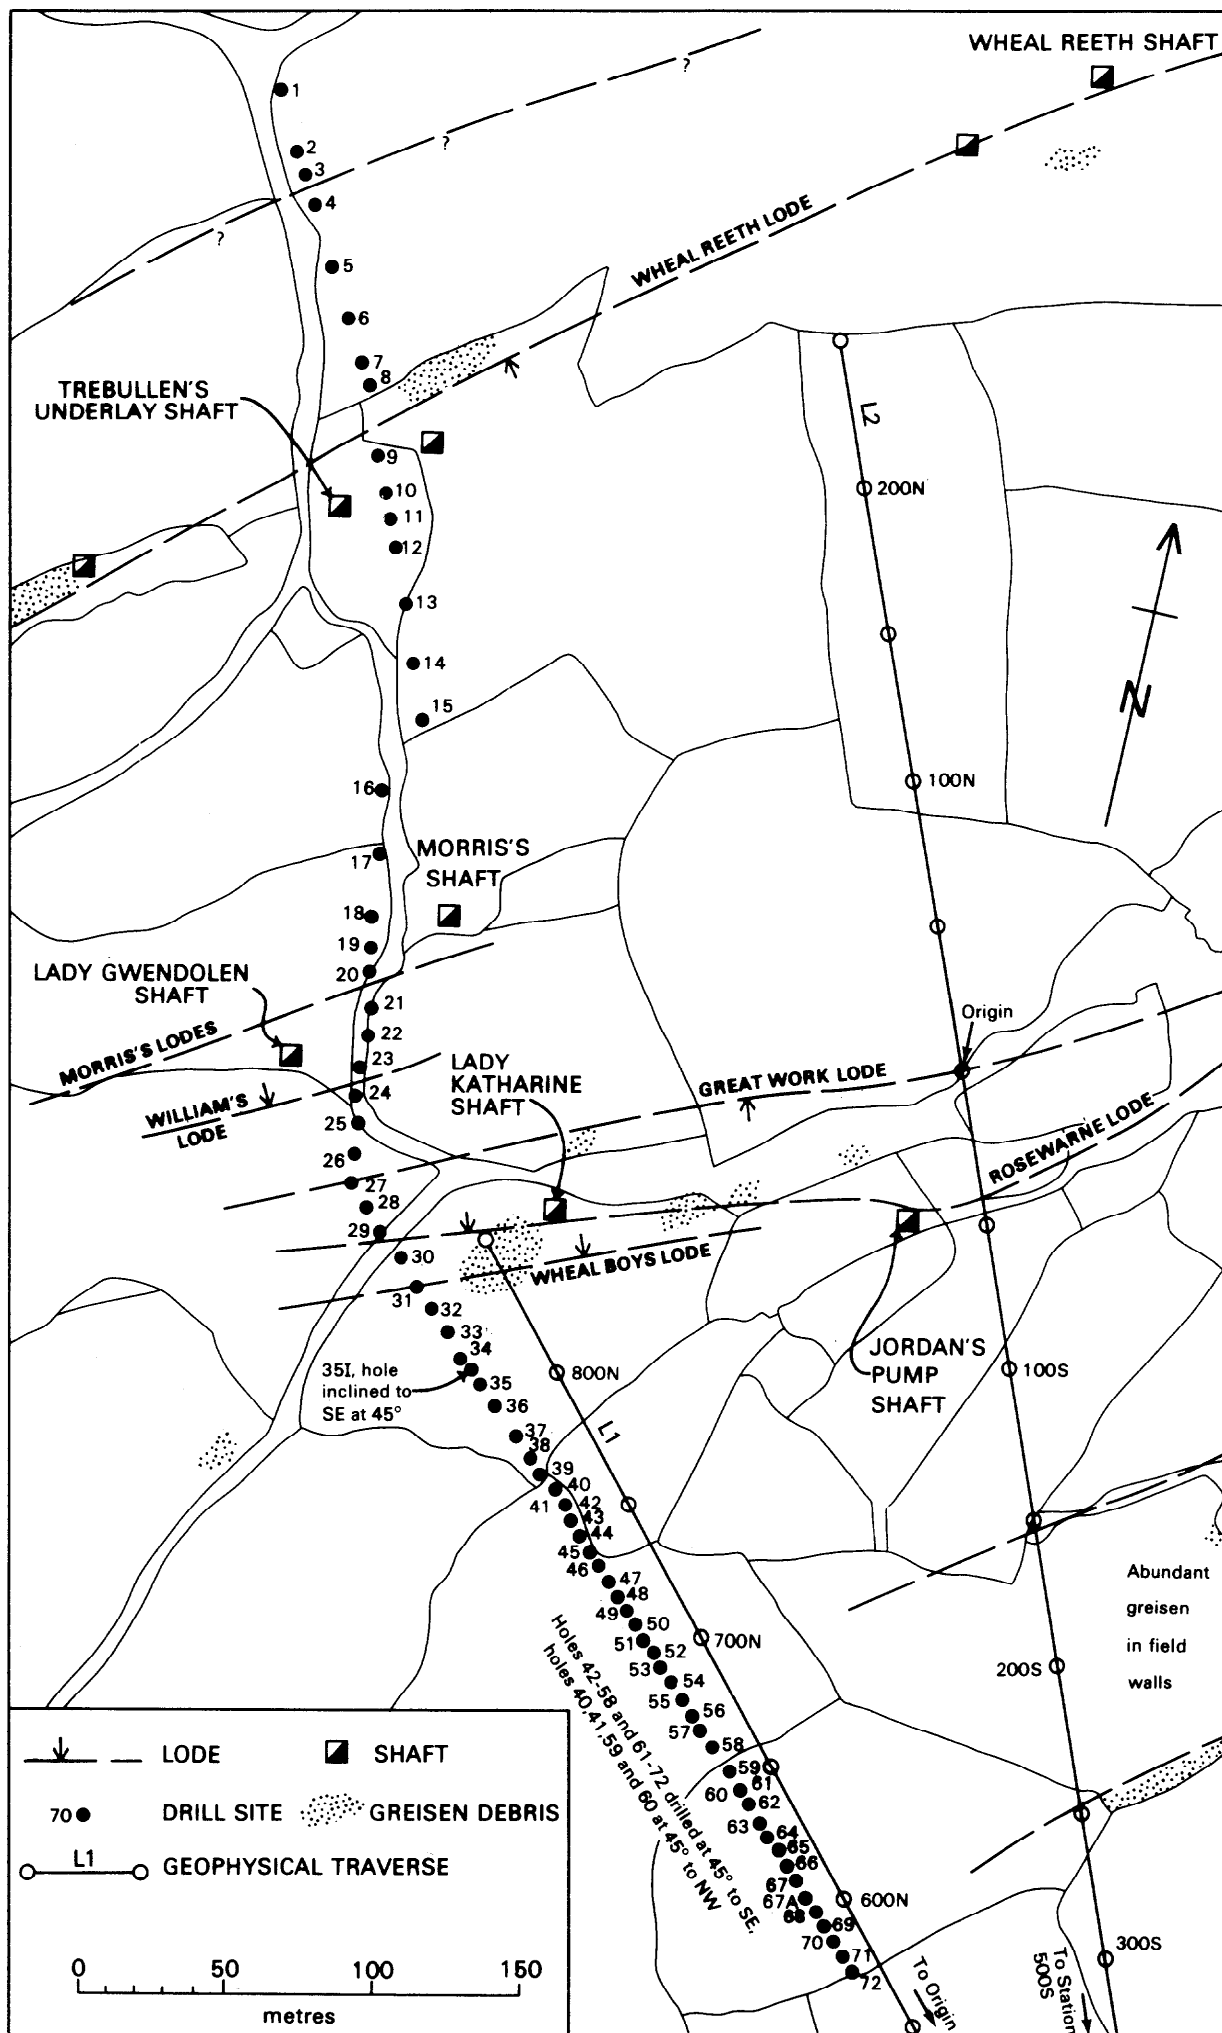 WHEAL REETH SHAFT
1
?
?
2
3
4
?
WHEAL REETH LODE
5
6
7
8
TREBULLEN'S
UNDERLAY SHAFT
L2
9
10
200N
11
12
13
14
15
N
16
100N
17
MORRIS'S
SHAFT
18
19
20
LADY GWENDOLEN
SHAFT
21
22
Origin
MORRIS'S LODES
23
LADY
KATHARINE
SHAFT
GREAT WORK LODE
24
WILLIAM'S
LODE
25
ROSEWARNE LODE
26
27
28
29
30
WHEAL BOYS LODE
31
32
33
34
35I, hole
inclined to
SE at 45°
35
36
JORDAN'S
PUMP
SHAFT
100S
800N
L1
37
38
39
40
41
42
43
44
45
46
47
48
49
50
51
52
53
54
55
56
57
58
59
60
61
62
63
64
65
66
67
67A
68
69
70
71
72
700N
600N
Holes 42-58 and 61-72 drilled at 45° to SE,
holes 40,41,59 and 60 at 45° to NW
Abundant
greisen
in field
walls
200S
300S
To Origin
To Station
500S
LODE
SHAFT
70
DRILL SITE
GREISEN DEBRIS
L1
GEOPHYSICAL TRAVERSE
0 50 100 150
metres